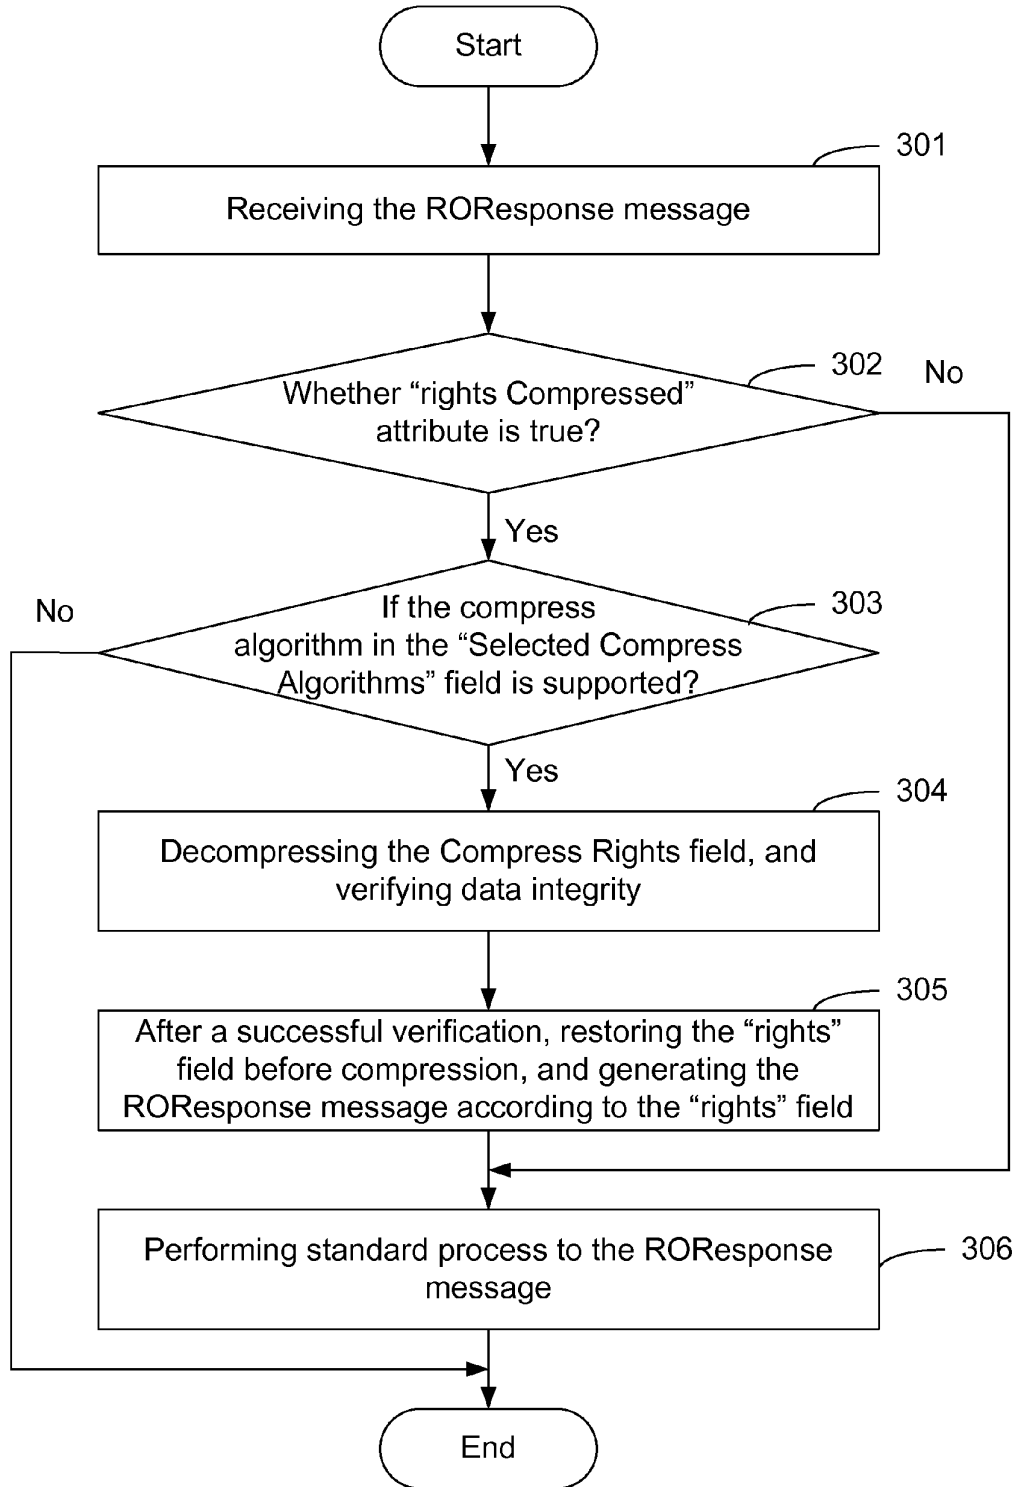 Start
301
Receiving the ROResponse message
302
No
Whether “rights Compressed”
attribute is true?
Yes
No
303
If the compress
algorithm in the “Selected Compress
Algorithms” field is supported?
Yes
304
Decompressing the Compress Rights field, and
verifying data integrity
305
After a successful verification, restoring the “rights”
field before compression, and generating the
ROResponse message according to the “rights” field
Performing standard process to the ROResponse
message
306
End